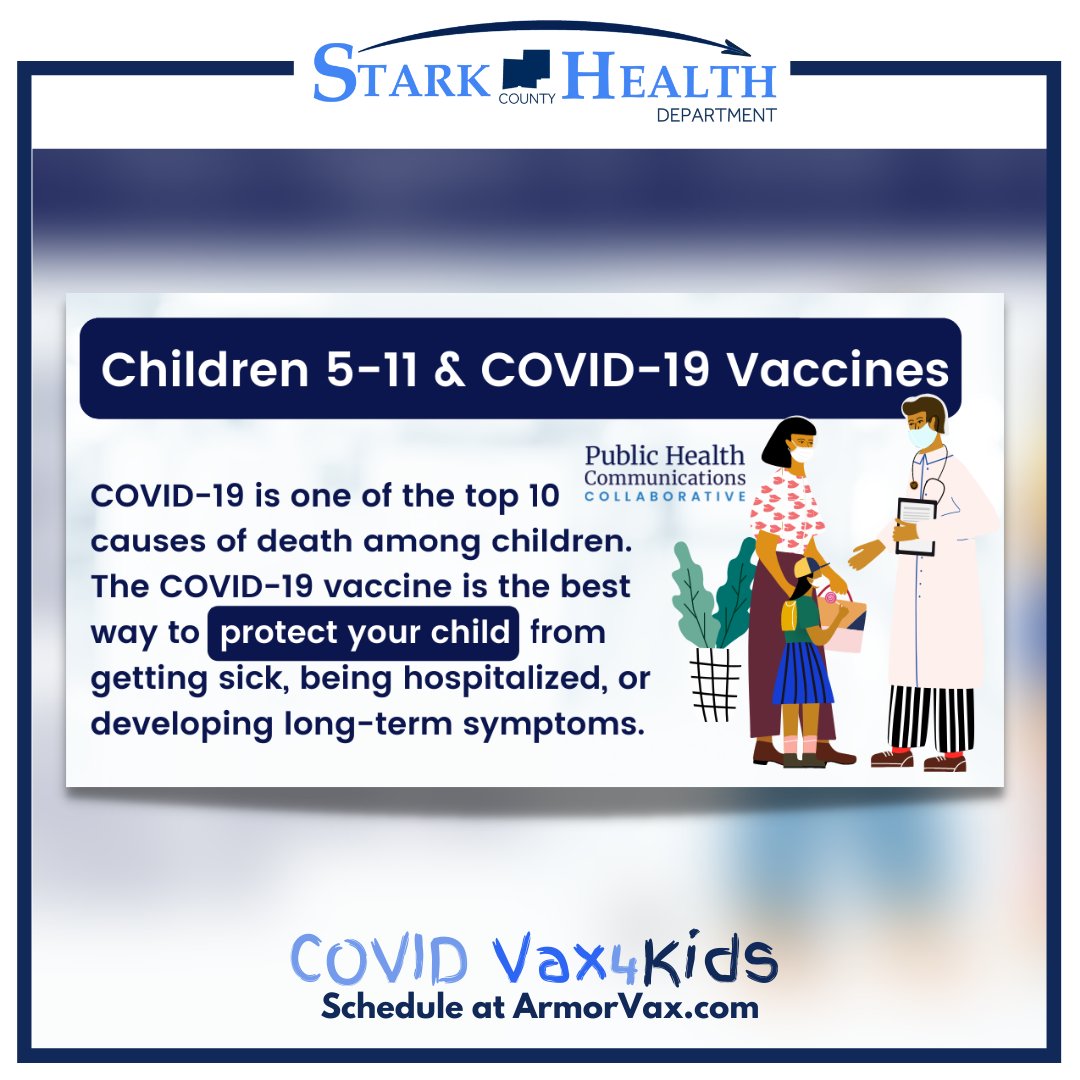 STARK COUNTY HEALTH
DEPARTMENT
Children 5-11 & COVID-19 Vaccines
Public Health
Communications
COLLABORATIVE
COVID-19 is one of the top 10
causes of death among children.
The COVID-19 vaccine is the best
way to protect your child from
getting sick, being hospitalized, or
developing long-term symptoms.
COVID Vax4Kids
Schedule at ArmorVax.com